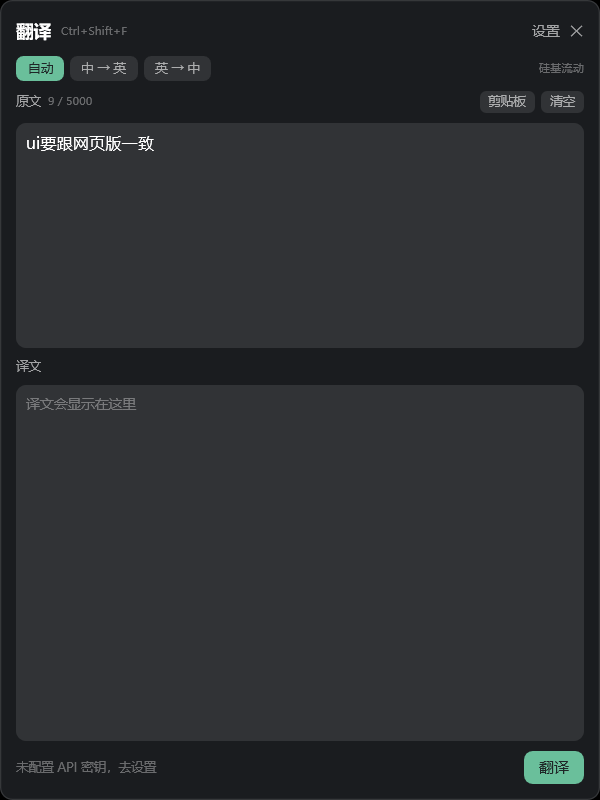 翻译 Ctrl+Shift+F 设置
自动 中→英 英→中 硅基流动
原文 9 / 5000 剪贴板 清空
ui要跟网页版一致
译文
译文会显示在这里
未配置 API 密钥，去设置 翻译